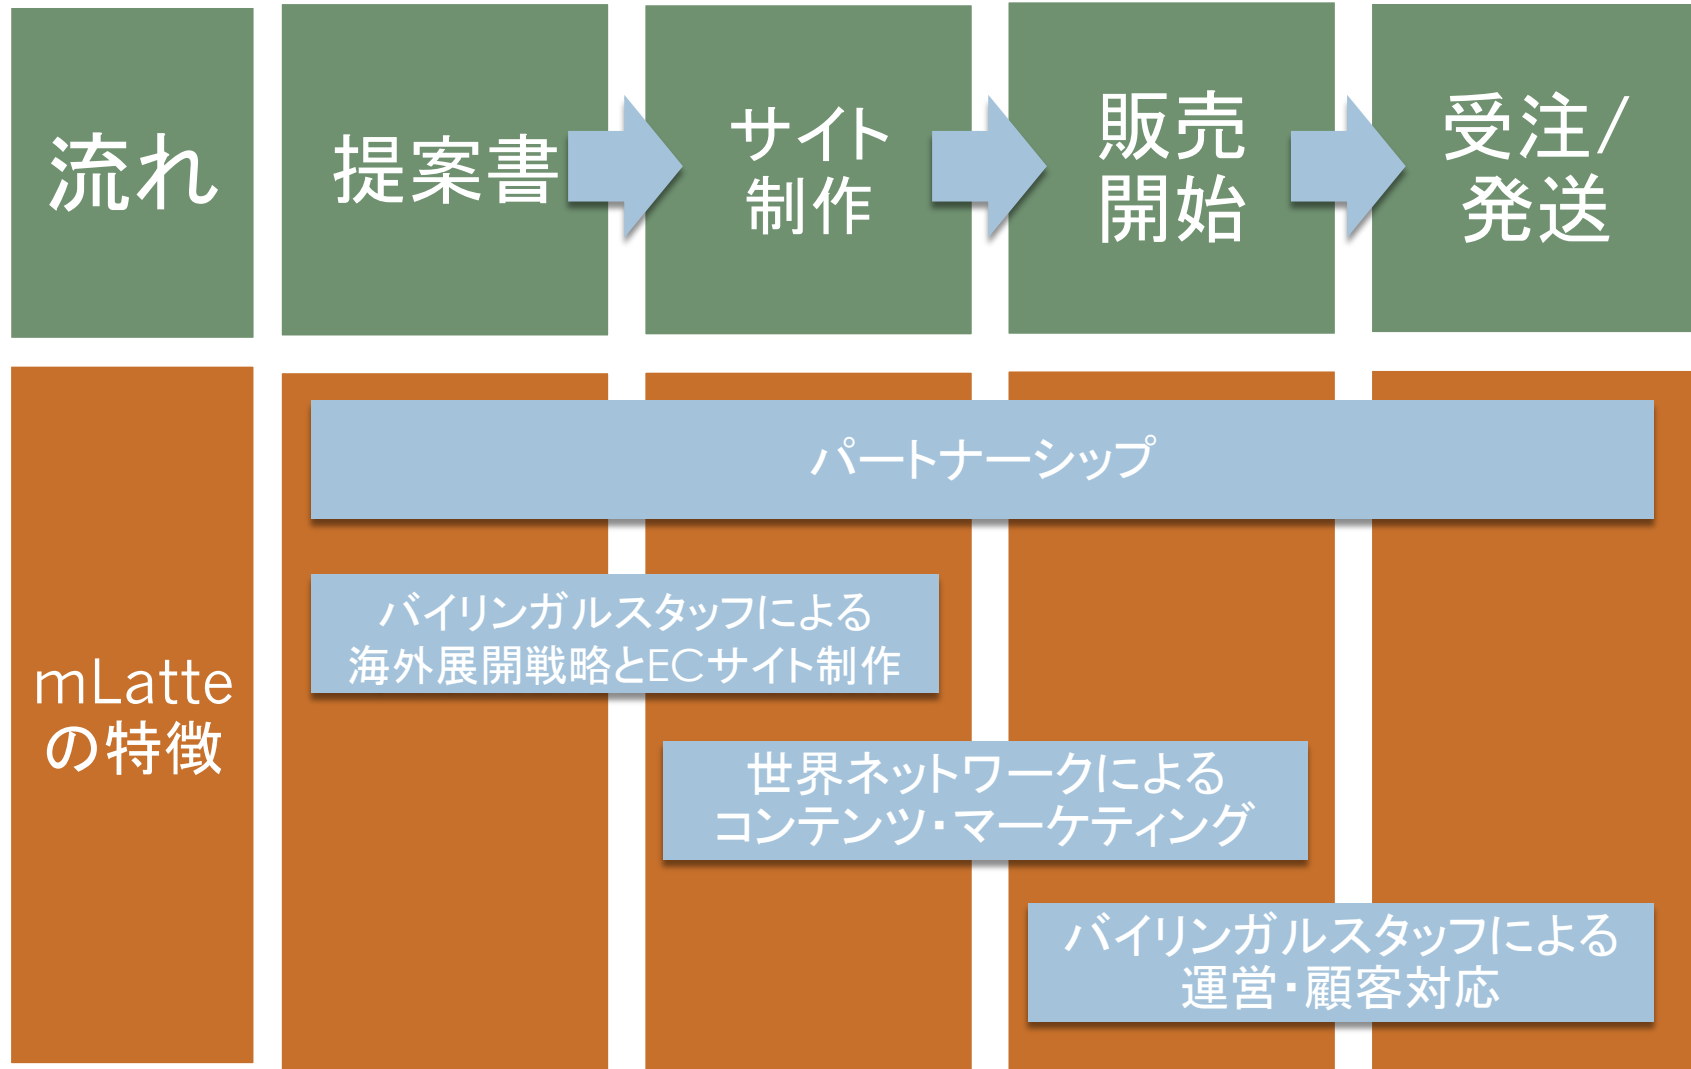 流れ
提案書
サイト
制作
販売
開始
受注/
発送
mLatte
の特徴
パートナーシップ
バイリンガルスタッフによる
海外展開戦略とECサイト制作
世界ネットワークによる
コンテンツ・マーケティング
バイリンガルスタッフによる
運営・顧客対応